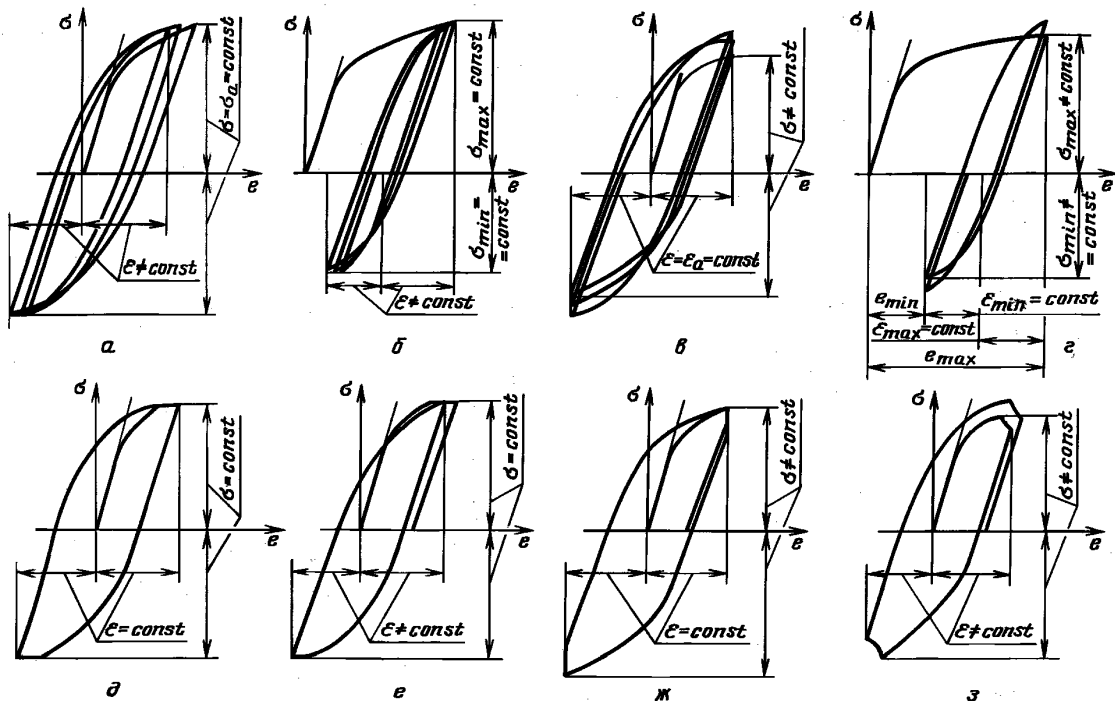 σ
e
σ=σa=const
ε≠const
а
σ
e
σmax=const
σmin=
=const
ε≠const
б
σ
e
σ≠const
ε=εa=const
в
σ
e
σmax≠const
σmin≠
=const
emin
εmin=const
εmax=const
emax
г
σ
e
σ=const
ε=const
д
σ
e
σ=const
ε≠const
е
σ
e
σ≠const
ε=const
ж
σ
e
σ≠const
ε≠const
з